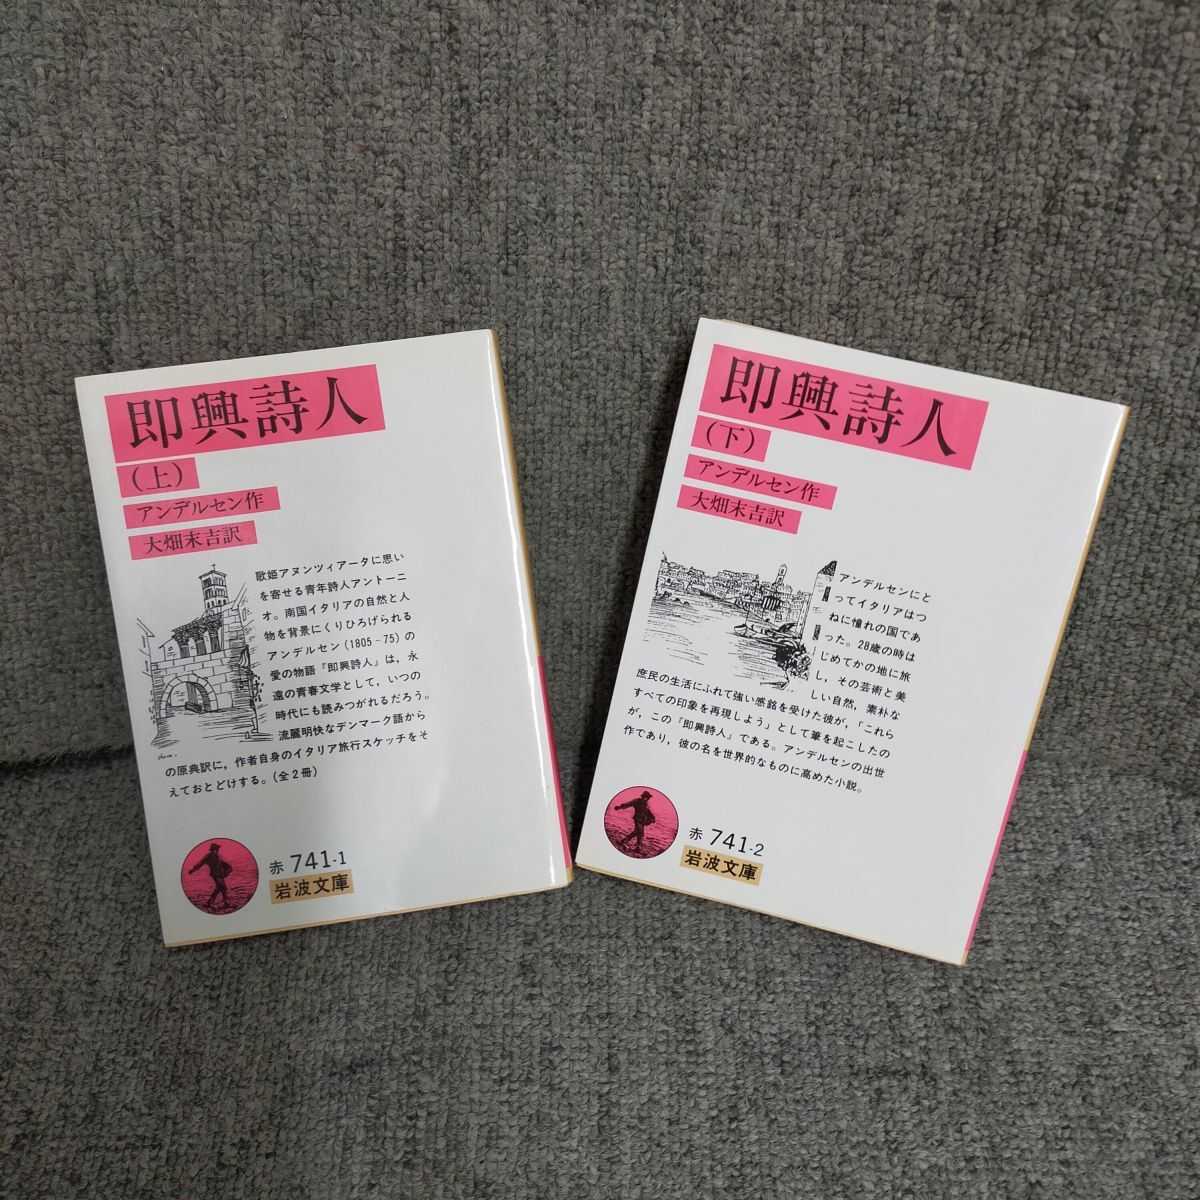 即興詩人
(上)
アンデルセン作
大畑末吉訳
歌姫アヌンツィアータに思い
を寄せる青年詩人アントーニ
オ。南国イタリアの自然と人
物を背景にくりひろげられる
アンデルセン(1805-75)の
愛の物語『即興詩人』は,永
遠の青春文学として,いつの
時代にも読みつがれるだろう。
流麗明快なデンマーク語から
の原典訳に,作者自身のイタリア旅行スケッチをそ
えておとどけする。(全2冊)
赤 741-1
岩波文庫
即興詩人
(下)
アンデルセン作
大畑末吉訳
アンデルセンにと
ってイタリアはつ
ねに憧れの国であ
った。28歳の時は
じめてかの地に旅
し,その芸術と美
しい自然,素朴な
庶民の生活にふれて強い感銘を受けた彼が,「これら
すべての印象を再現しよう」として筆を起こしたの
が,この『即興詩人』である。アンデルセンの出世
作であり,彼の名を世界的なものに高めた小説。
赤 741-2
岩波文庫